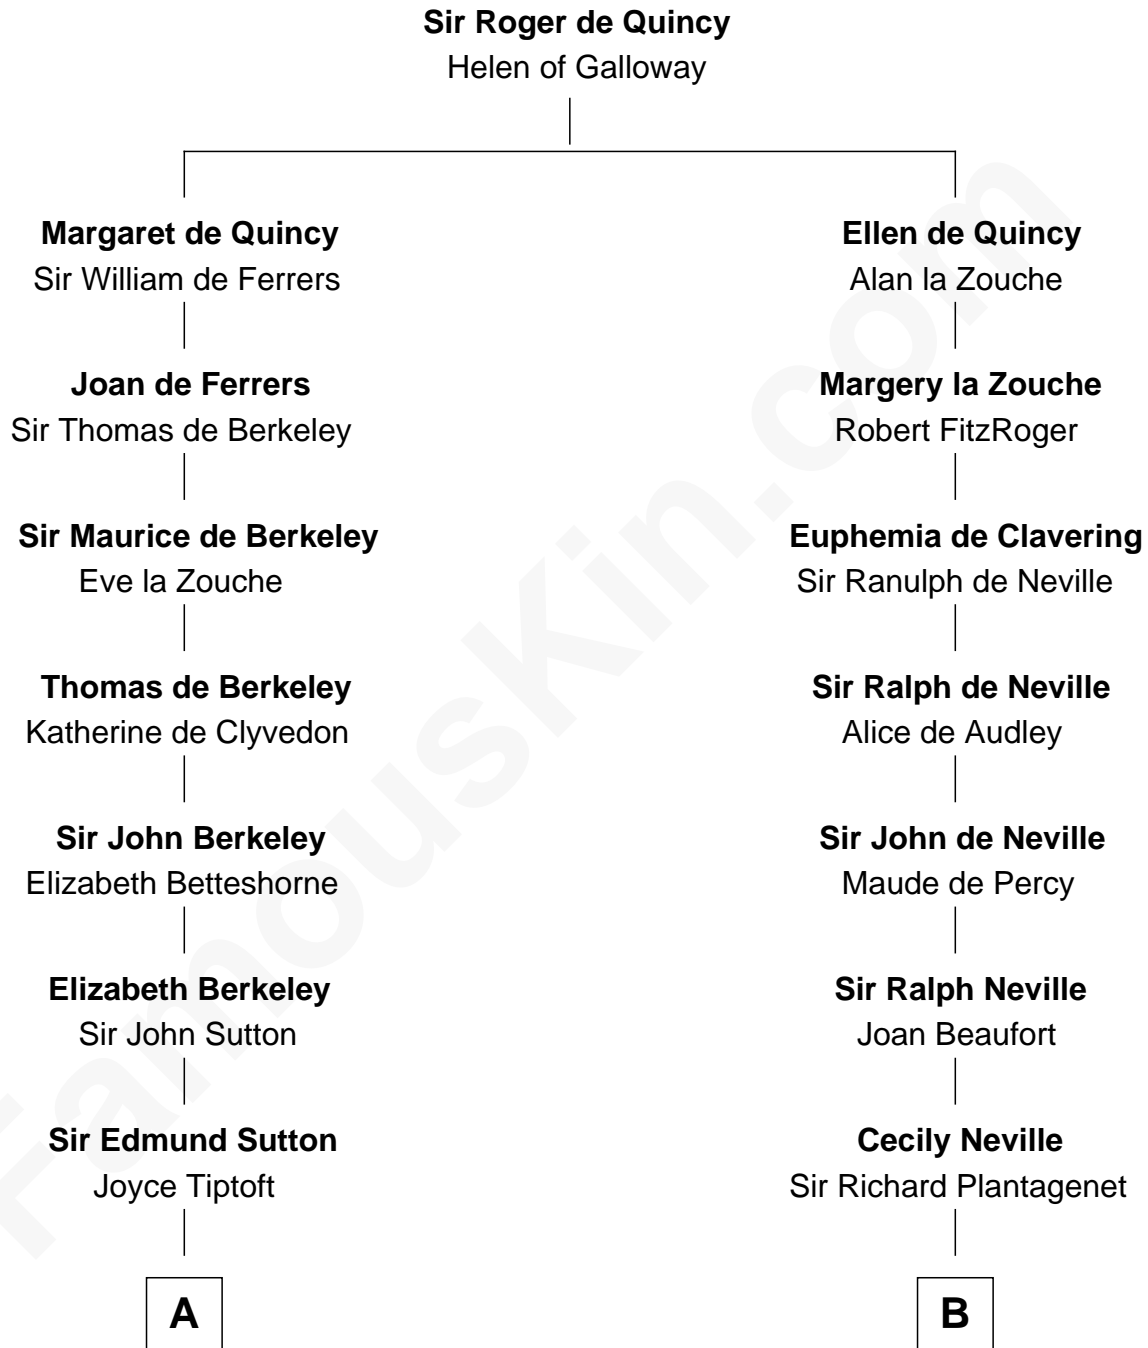 Sir Roger de Quincy
Helen of Galloway
Margaret de Quincy
Sir William de Ferrers
Ellen de Quincy
Alan la Zouche
Joan de Ferrers
Sir Thomas de Berkeley
Margery la Zouche
Robert FitzRoger
Sir Maurice de Berkeley
Eve la Zouche
Euphemia de Clavering
Sir Ranulph de Neville
Thomas de Berkeley
Katherine de Clyvedon
Sir Ralph de Neville
Alice de Audley
Sir John Berkeley
Elizabeth Betteshorne
Sir John de Neville
Maude de Percy
Elizabeth Berkeley
Sir John Sutton
Sir Ralph Neville
Joan Beaufort
Sir Edmund Sutton
Joyce Tiptoft
Cecily Neville
Sir Richard Plantagenet
A
B
FamousKin.com